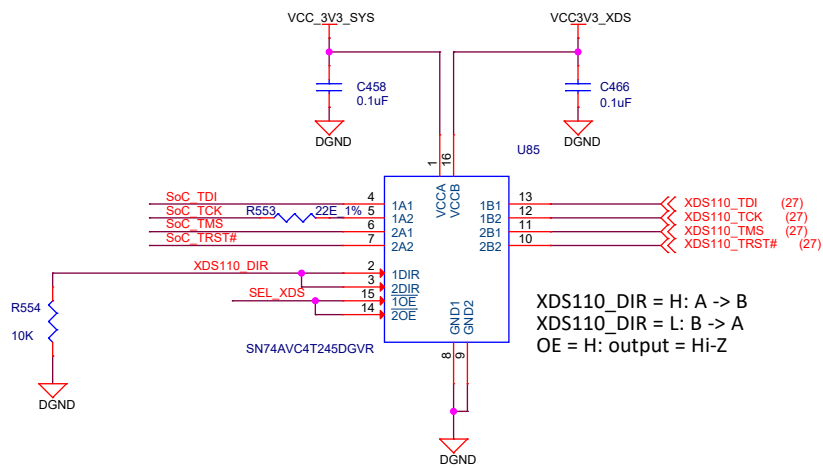 VCC_3V3_SYS
VCC3V3_XDS
C458
0.1uF
C466
0.1uF
DGND
DGND
U85
1
16
VCCA
VCCB
SoC_TDI
4
1A1
1B1
13
XDS110_TDI (27)
SoC_TCK
R553
22E_1%
5
1A2
1B2
12
XDS110_TCK (27)
SoC_TMS
6
2A1
2B1
11
XDS110_TMS (27)
SoC_TRST#
7
2A2
2B2
10
XDS110_TRST# (27)
XDS110_DIR
2
1DIR
3
2DIR
SEL_XDS
15
1OE
14
2OE
GND1
GND2
R554
10K
DGND
SN74AVC4T245DGVR
8
9
DGND
XDS110_DIR = H: A -> B
XDS110_DIR = L: B -> A
OE = H: output = Hi-Z